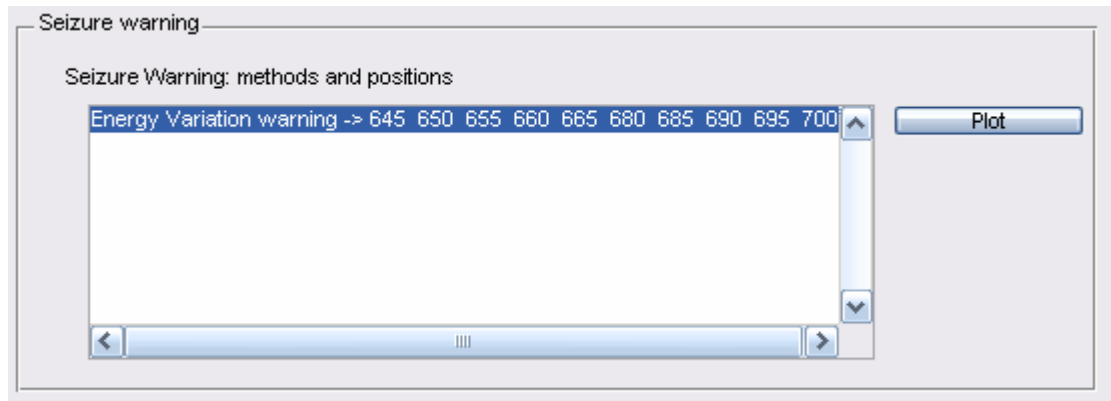 Seizure warning
Seizure Warning: methods and positions
Energy Variation warning -> 645 650 655 660 665 680 685 690 695 700
Plot